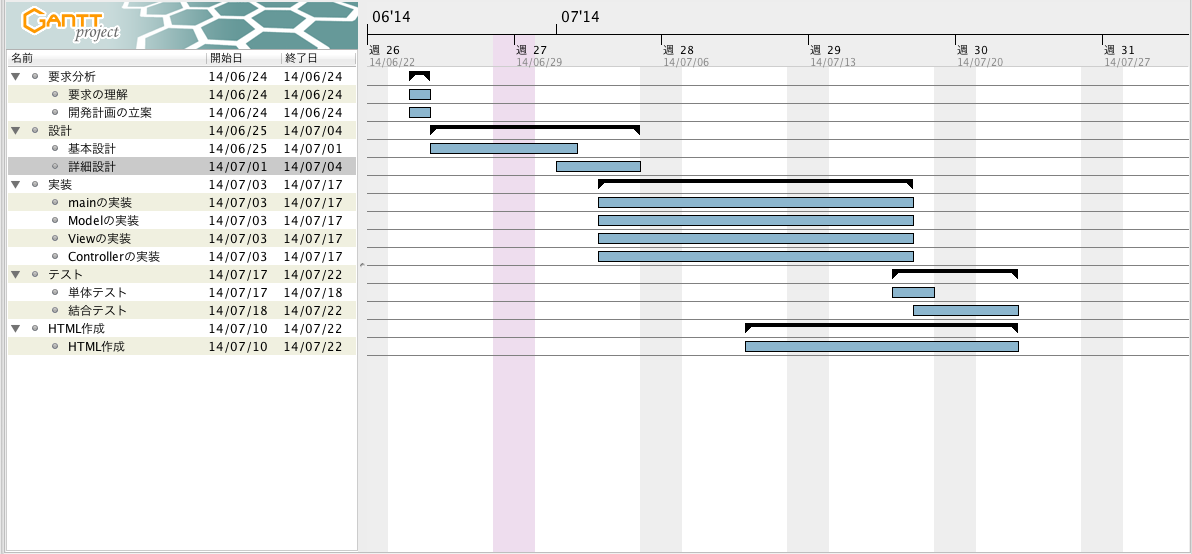 GANTT
project
06'14 07'14
週 26 週 27 週 28 週 29 週 30 週 31
14/06/22 14/06/29 14/07/06 14/07/13 14/07/20 14/07/27
名前 開始日 終了日
要求分析 14/06/24 14/06/24
要求の理解 14/06/24 14/06/24
開発計画の立案 14/06/24 14/06/24
設計 14/06/25 14/07/04
基本設計 14/06/25 14/07/01
詳細設計 14/07/01 14/07/04
実装 14/07/03 14/07/17
mainの実装 14/07/03 14/07/17
Modelの実装 14/07/03 14/07/17
Viewの実装 14/07/03 14/07/17
Controllerの実装 14/07/03 14/07/17
テスト 14/07/17 14/07/22
単体テスト 14/07/17 14/07/18
結合テスト 14/07/18 14/07/22
HTML作成 14/07/10 14/07/22
HTML作成 14/07/10 14/07/22